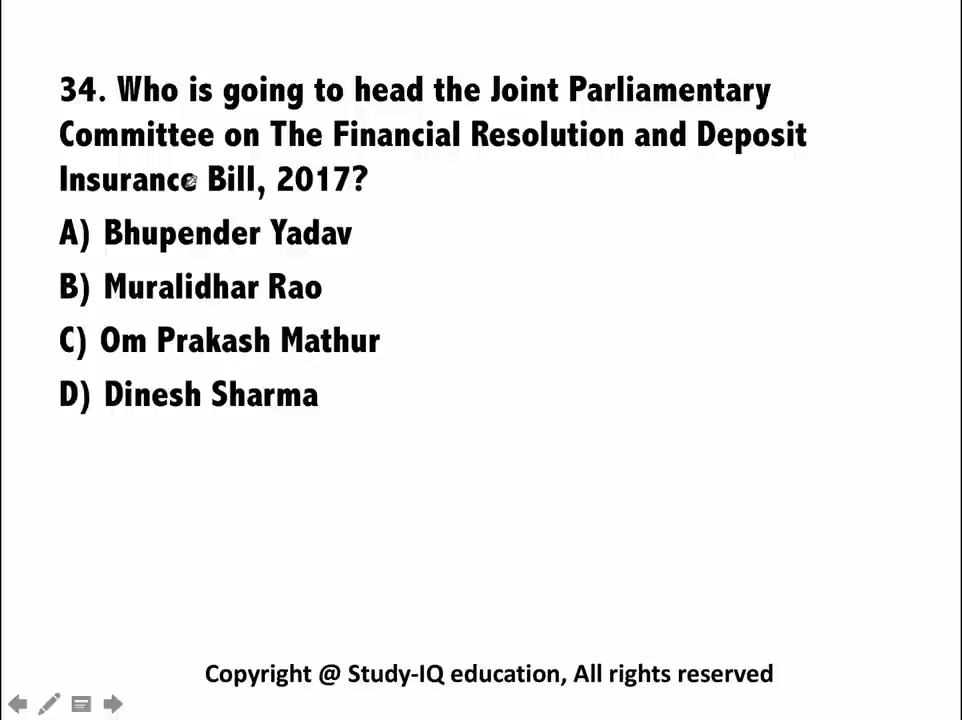 34. Who is going to head the Joint Parliamentary
Committee on The Financial Resolution and Deposit
Insurance Bill, 2017?
A) Bhupender Yadav
B) Muralidhar Rao
C) Om Prakash Mathur
D) Dinesh Sharma
Copyright @ Study-IQ education, All rights reserved